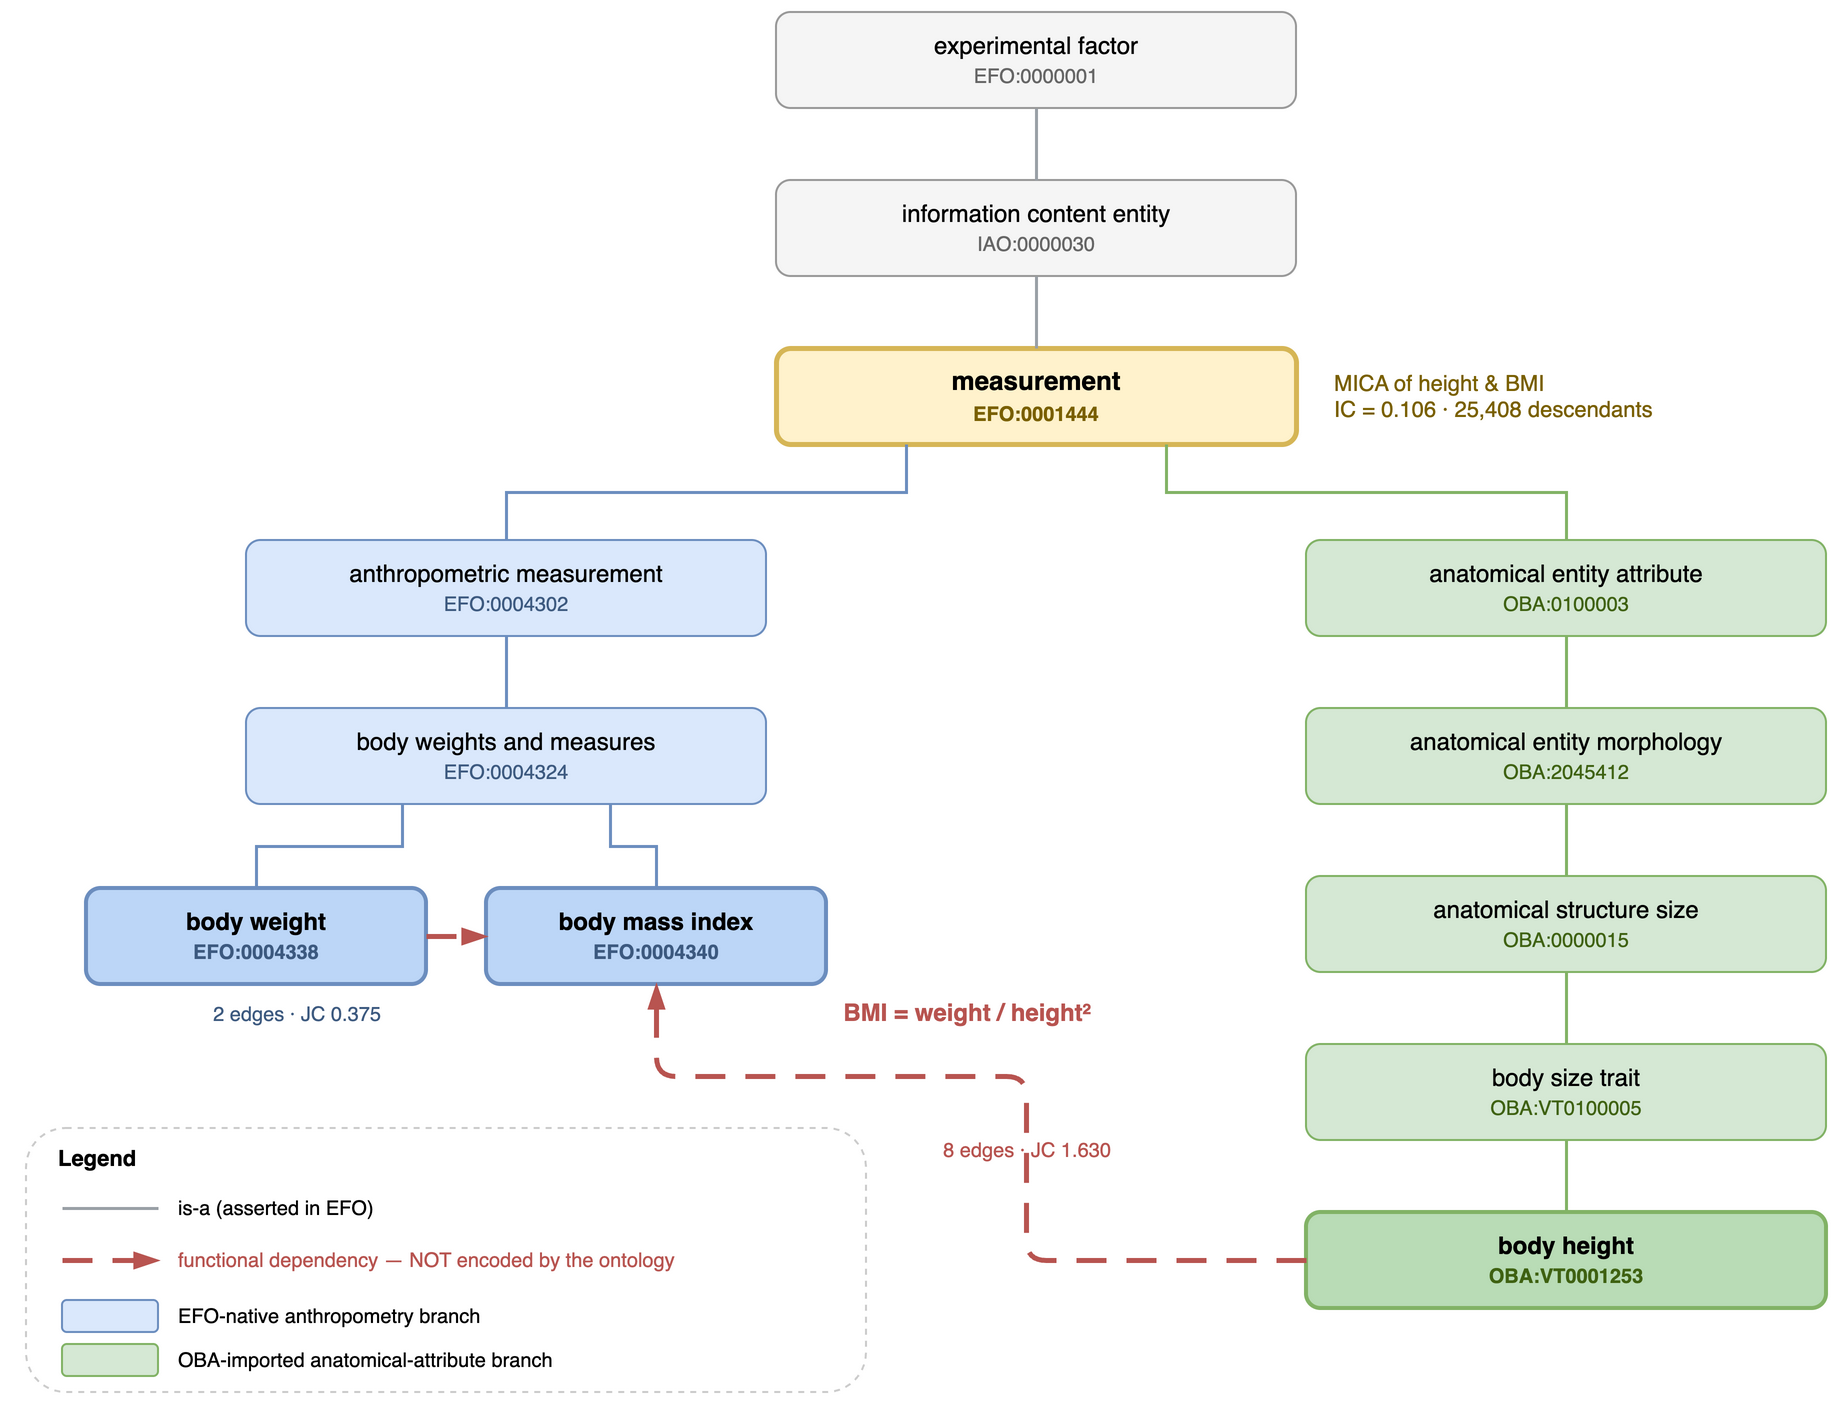 experimental factor
EFO:0000001
information content entity
IAO:0000030
measurement
EFO:0001444
MICA of height & BMI
IC = 0.106 · 25,408 descendants
anthropometric measurement
EFO:0004302
anatomical entity attribute
OBA:0100003
body weights and measures
EFO:0004324
anatomical entity morphology
OBA:2045412
body weight
EFO:0004338
body mass index
EFO:0004340
anatomical structure size
OBA:0000015
2 edges · JC 0.375
BMI = weight / height²
body size trait
OBA:VT0100005
8 edges · JC 1.630
body height
OBA:VT0001253
Legend
is-a (asserted in EFO)
functional dependency — NOT encoded by the ontology
EFO-native anthropometry branch
OBA-imported anatomical-attribute branch